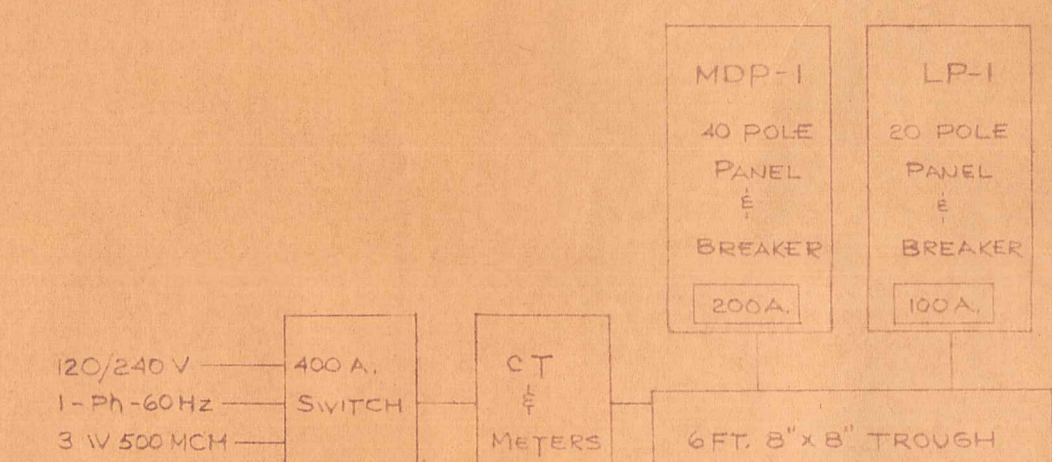 MDP-1
40 POLE
PANEL
&
BREAKER
200A.
LP-1
20 POLE
PANEL
&
BREAKER
100 A.
120/240 V
1-Ph-60 Hz
3 W 500 MCM
400 A.
SWITCH
CT
&
METERS
6 FT. 8" x 8" TROUGH